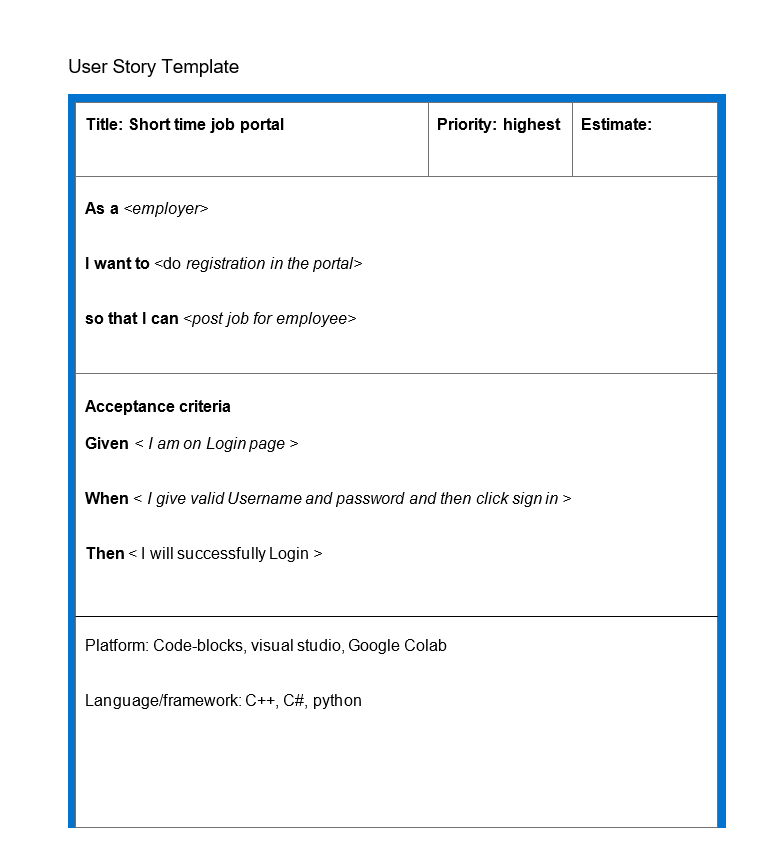 User Story Template
Title: Short time job portal
Priority: highest
Estimate:
As a <employer>
I want to <do registration in the portal>
so that I can <post job for employee>
Acceptance criteria
Given < I am on Login page >
When < I give valid Username and password and then click sign in >
Then < I will successfully Login >
Platform: Code-blocks, visual studio, Google Colab
Language/framework: C++, C#, python